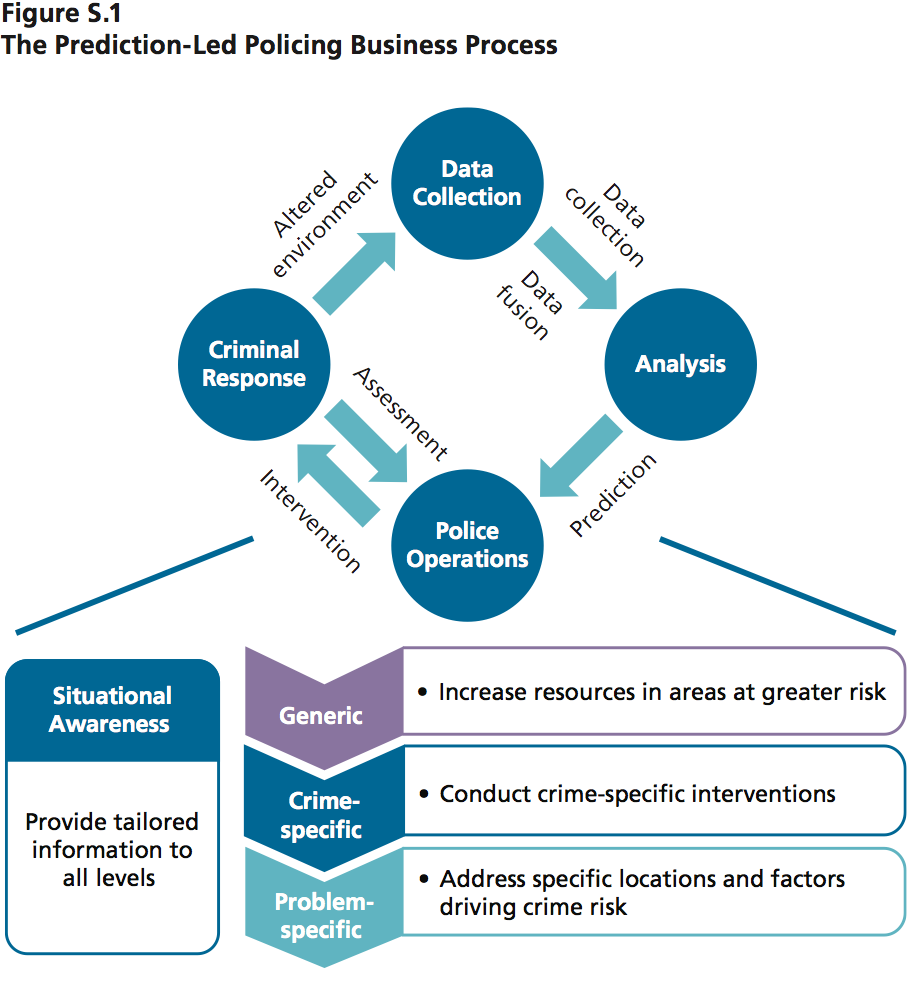 Figure S.1
The Prediction-Led Policing Business Process
Data
Collection
Altered
environment
Data
collection
Data
fusion
Criminal
Response
Analysis
Assessment
Intervention
Prediction
Police
Operations
Situational
Awareness
Provide tailored
information to
all levels
Generic
• Increase resources in areas at greater risk
Crime-
specific
• Conduct crime-specific interventions
Problem-
specific
• Address specific locations and factors
driving crime risk